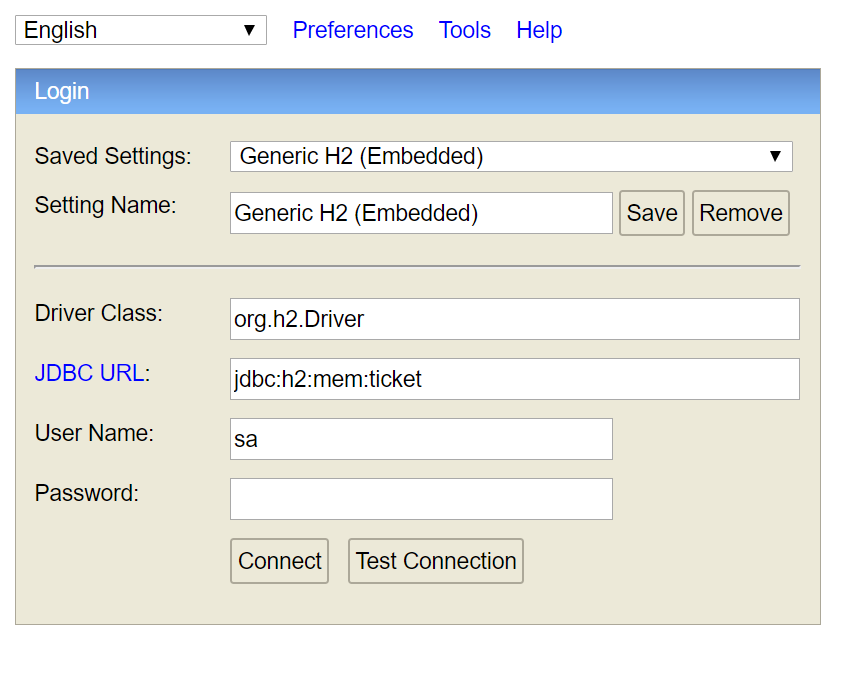 English Preferences Tools Help
Login
Saved Settings: Generic H2 (Embedded)
Setting Name: Generic H2 (Embedded) Save Remove
Driver Class: org.h2.Driver
JDBC URL: jdbc:h2:mem:ticket
User Name: sa
Password:
Connect Test Connection